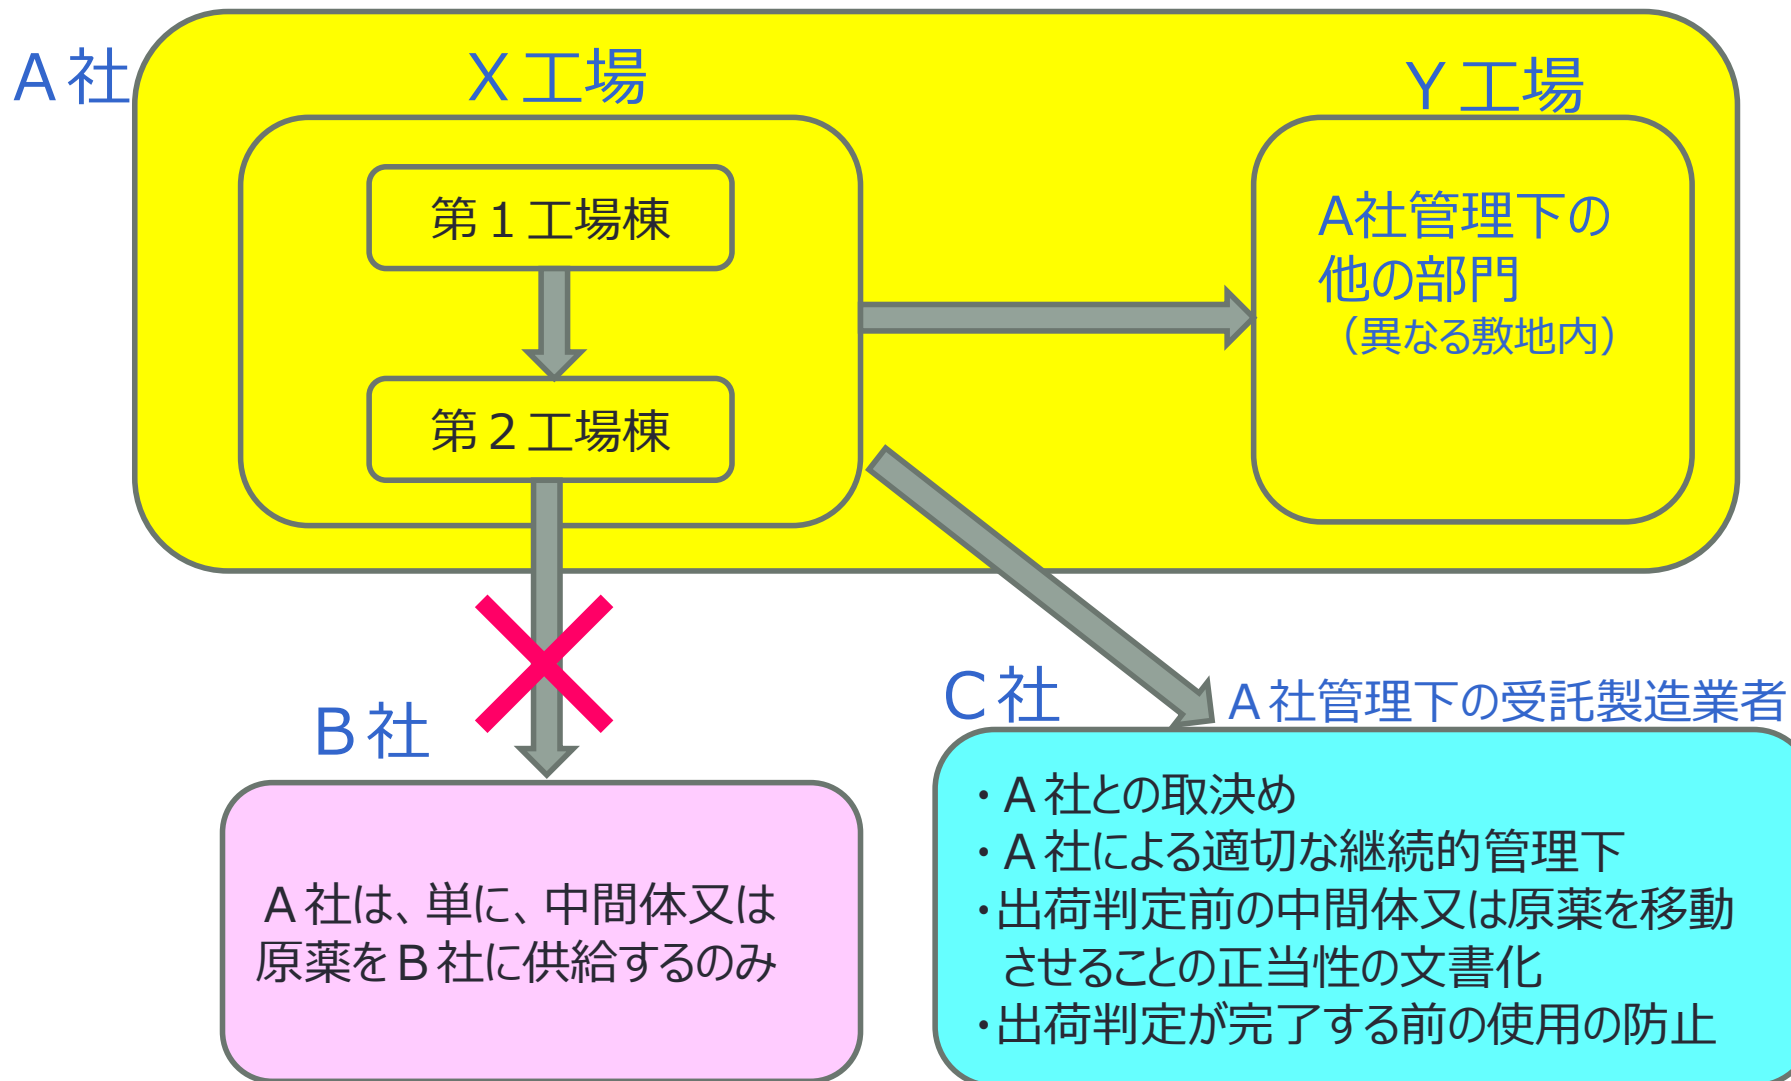 A社
X工場
Y工場
第1工場棟
第2工場棟
A社管理下の
他の部門
（異なる敷地内）
B社
A社は、単に、中間体又は
原薬をB社に供給するのみ
C社
A社管理下の受託製造業者
・A社との取決め
・A社による適切な継続的管理下
・出荷判定前の中間体又は原薬を移動
させることの正当性の文書化
・出荷判定が完了する前の使用の防止